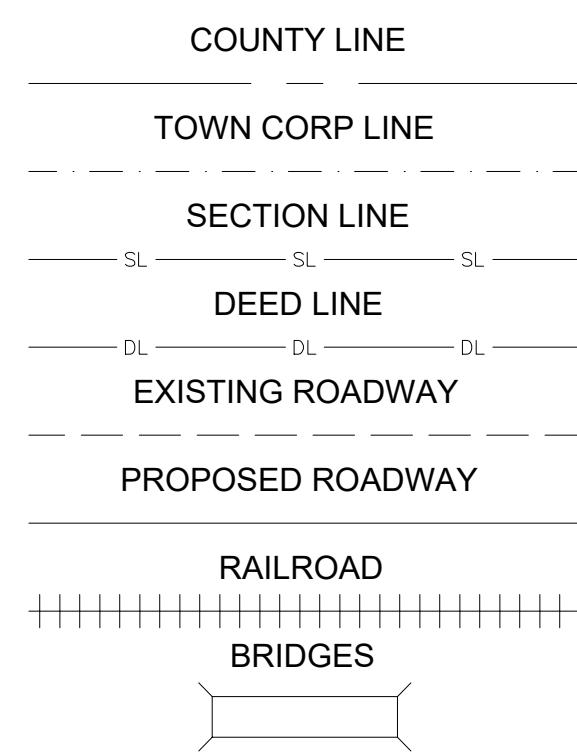 COUNTY LINE
TOWN CORP LINE
SECTION LINE
SL SL SL
DEED LINE
DL DL DL
EXISTING ROADWAY
PROPOSED ROADWAY
RAILROAD
BRIDGES